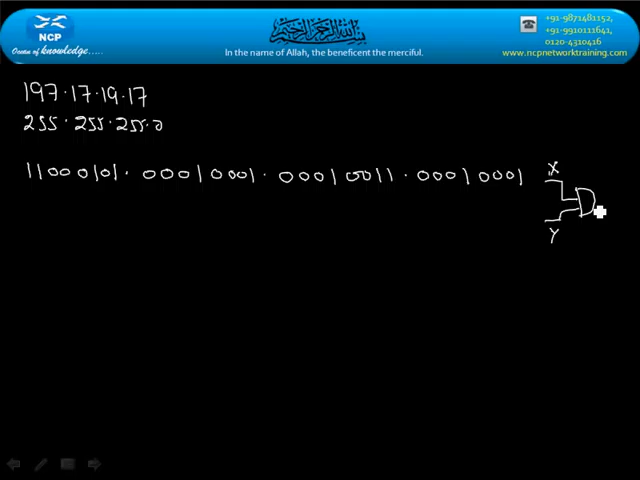 NCP
Ocean of knowledge.....
بسم الله الرحمن الرحيم
In the name of Allah, the beneficent the merciful.
+91-9871481152,
+91-9910111641,
0120-4310416
www.ncpnetworktraining.com
197.17.19.17
255.255.255.0
11000101.00010001.00010011.00010001
X
Y